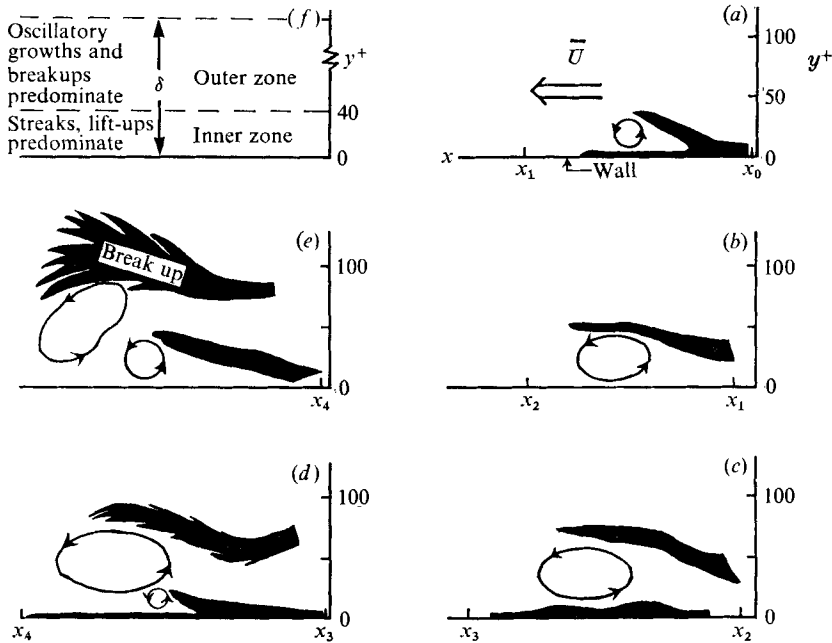 Oscillatory
growths and
breakups
predominate
δ
Outer zone
(f)
y⁺
40
Streaks, lift-ups
predominate
Inner zone
0
(a)
100
y⁺
U̅
50
0
x
x₁
Wall
x₀
(e)
Break up
100
0
x₄
(b)
100
0
x₂
x₁
(d)
100
0
x₄
x₃
(c)
100
0
x₃
x₂